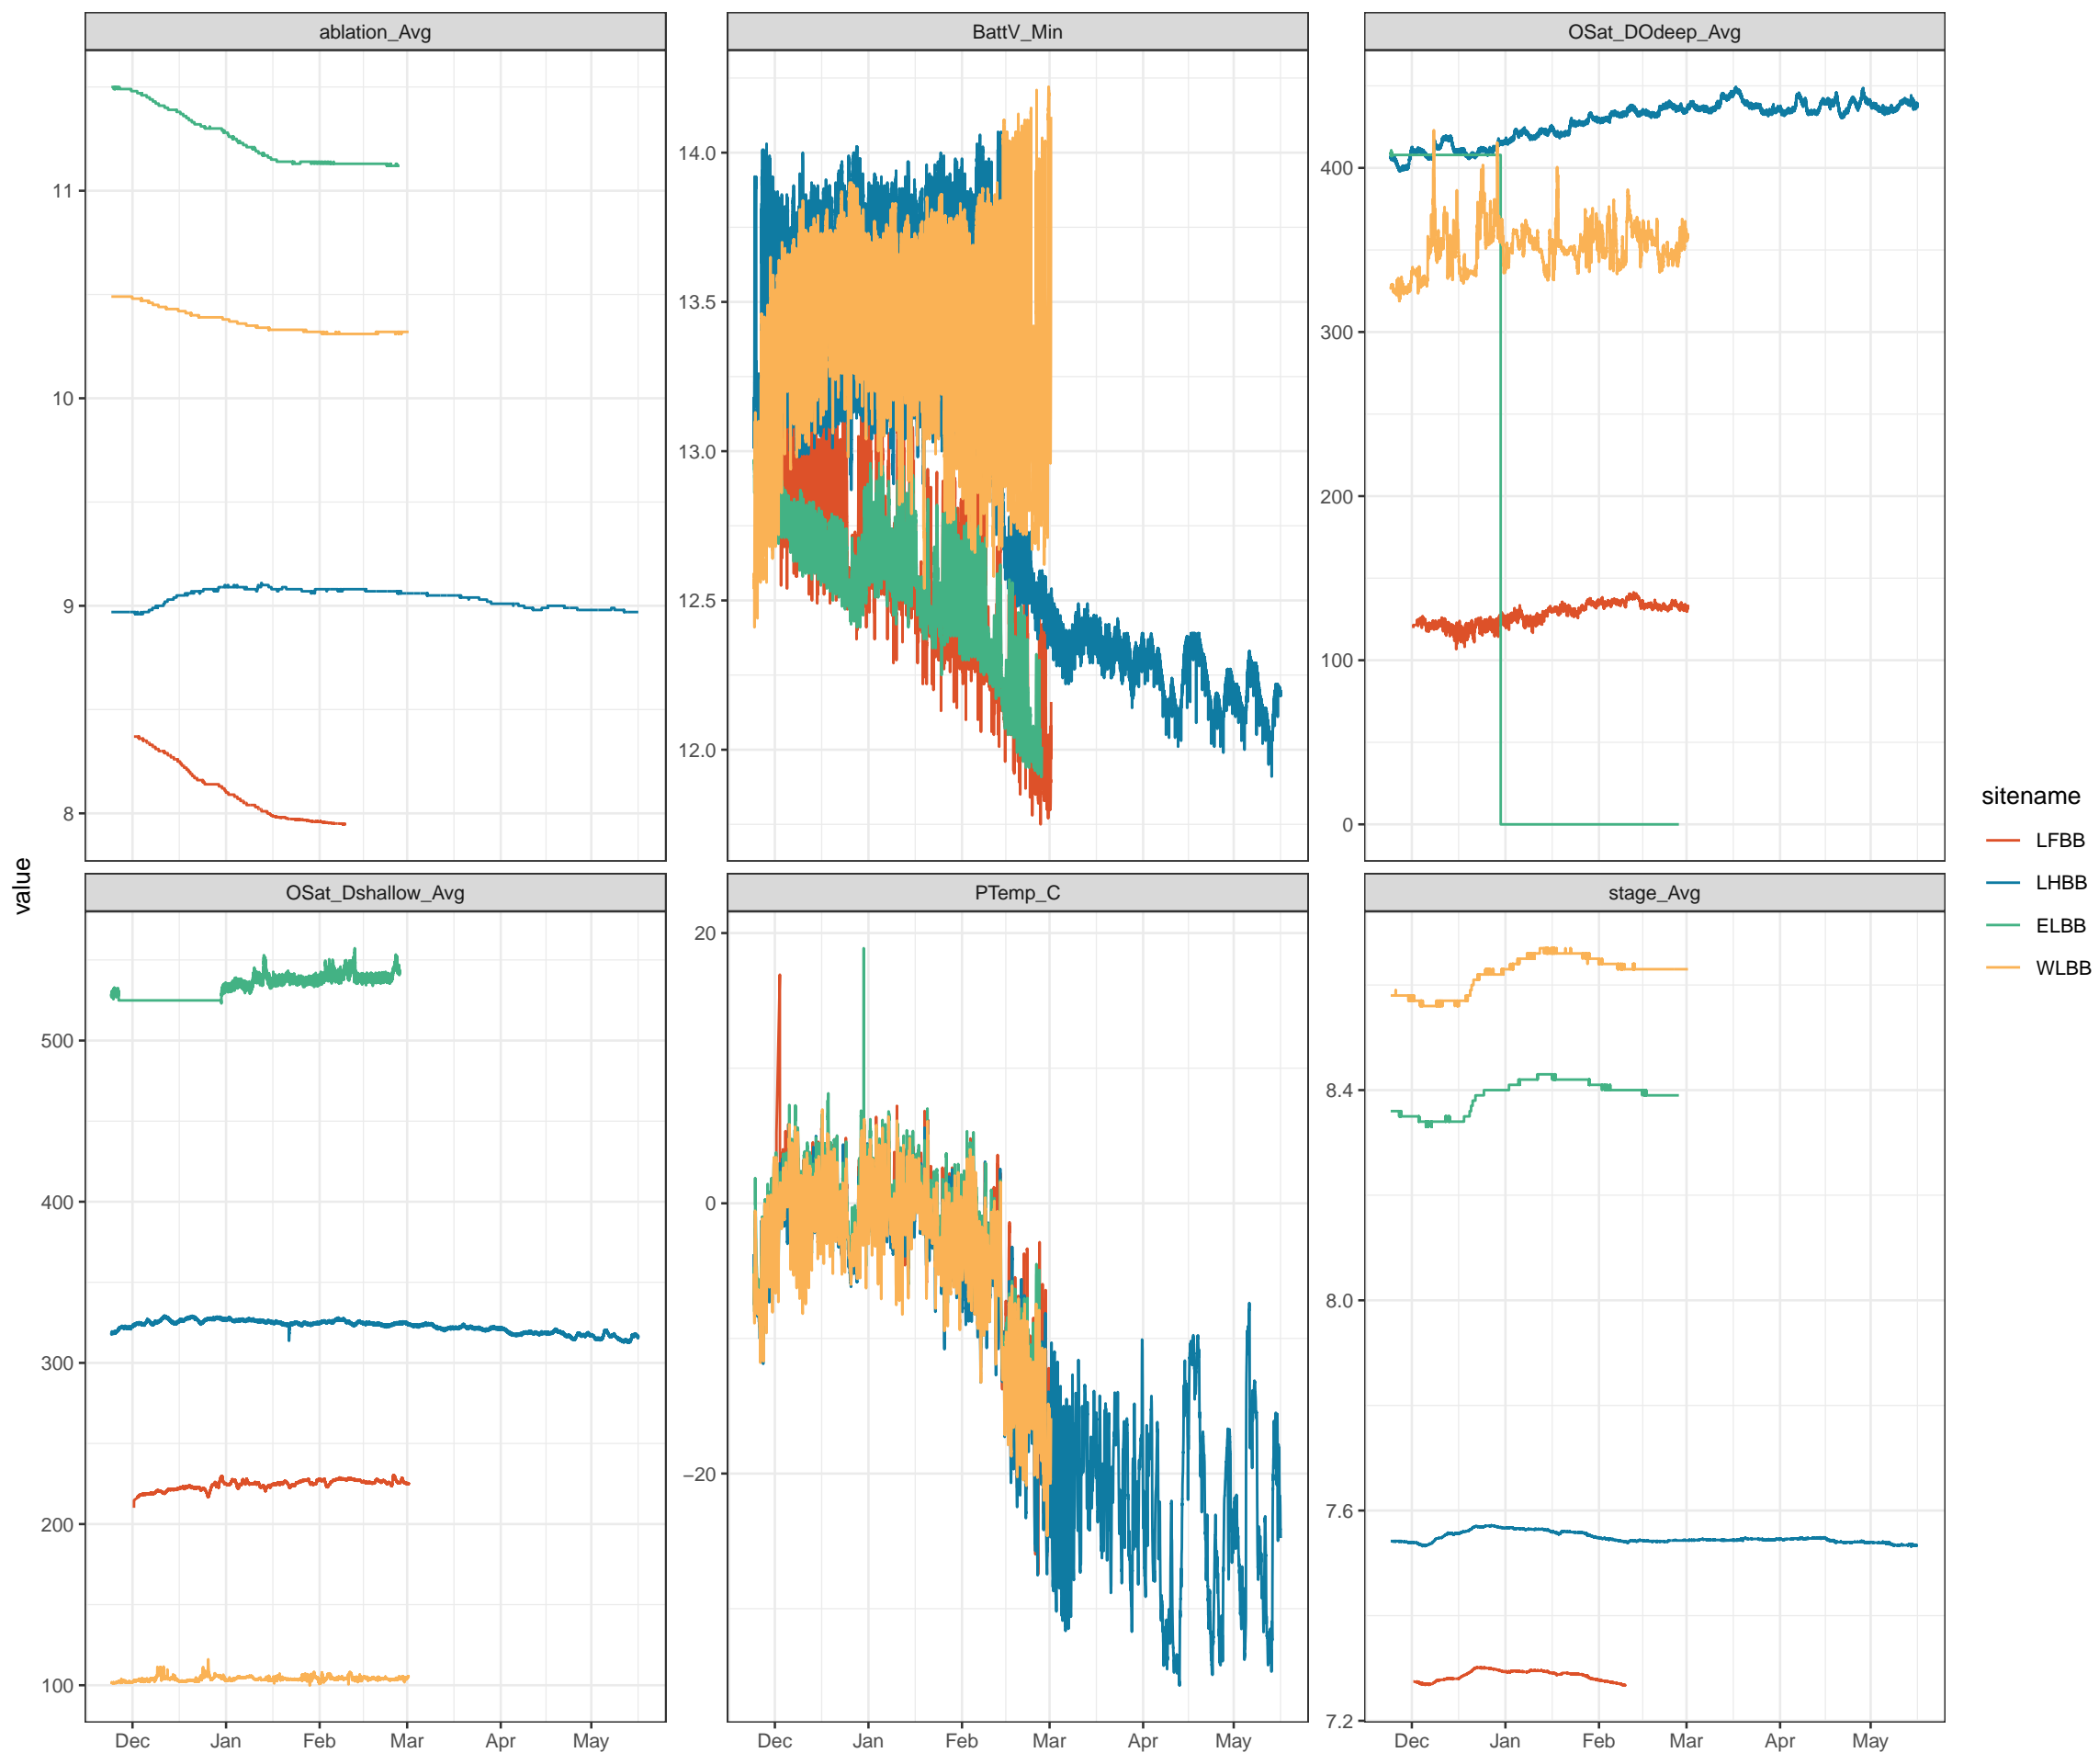 ablation_Avg
BattV_Min
OSat_DOdeep_Avg
11
10
9
8
14.0
13.5
13.0
12.5
12.0
400
300
200
100
0
value
OSat_Dshallow_Avg
PTemp_C
stage_Avg
500
400
300
200
100
20
0
−20
8.4
8.0
7.6
7.2
Dec Jan Feb Mar Apr May
Dec Jan Feb Mar Apr May
Dec Jan Feb Mar Apr May
sitename
LFBB
LHBB
ELBB
WLBB